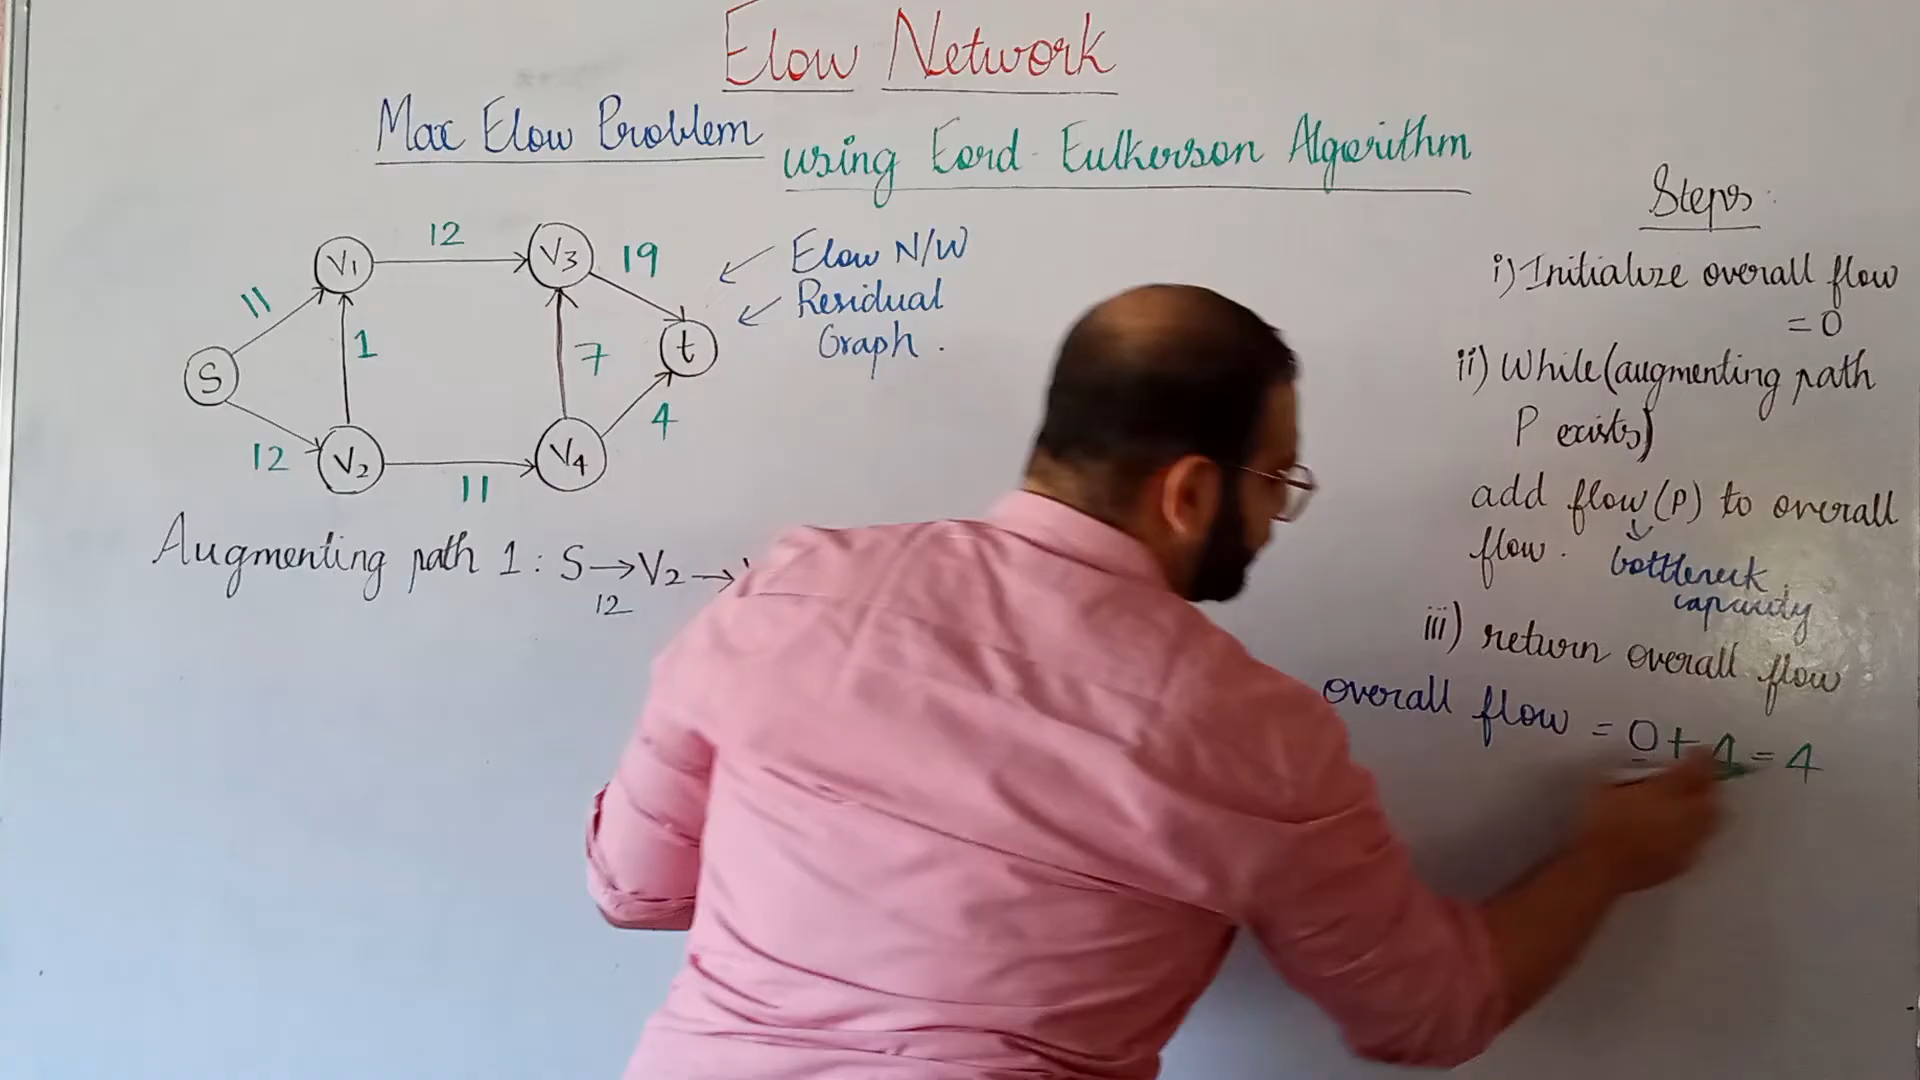 Flow Network
Max Flow Problem
using Ford-Fulkerson Algorithm
Steps:
i) Initialize overall flow
= 0
ii) While (augmenting path
P exists)
add flow (P) to overall
flow.
bottleneck
capacity
iii) return overall flow
overall flow = 0 + 4 = 4
Flow N/W
Residual
Graph.
12
V1
V3
19
11
1
7
t
S
4
12
V2
V4
11
Augmenting path 1: S → V2 →
12